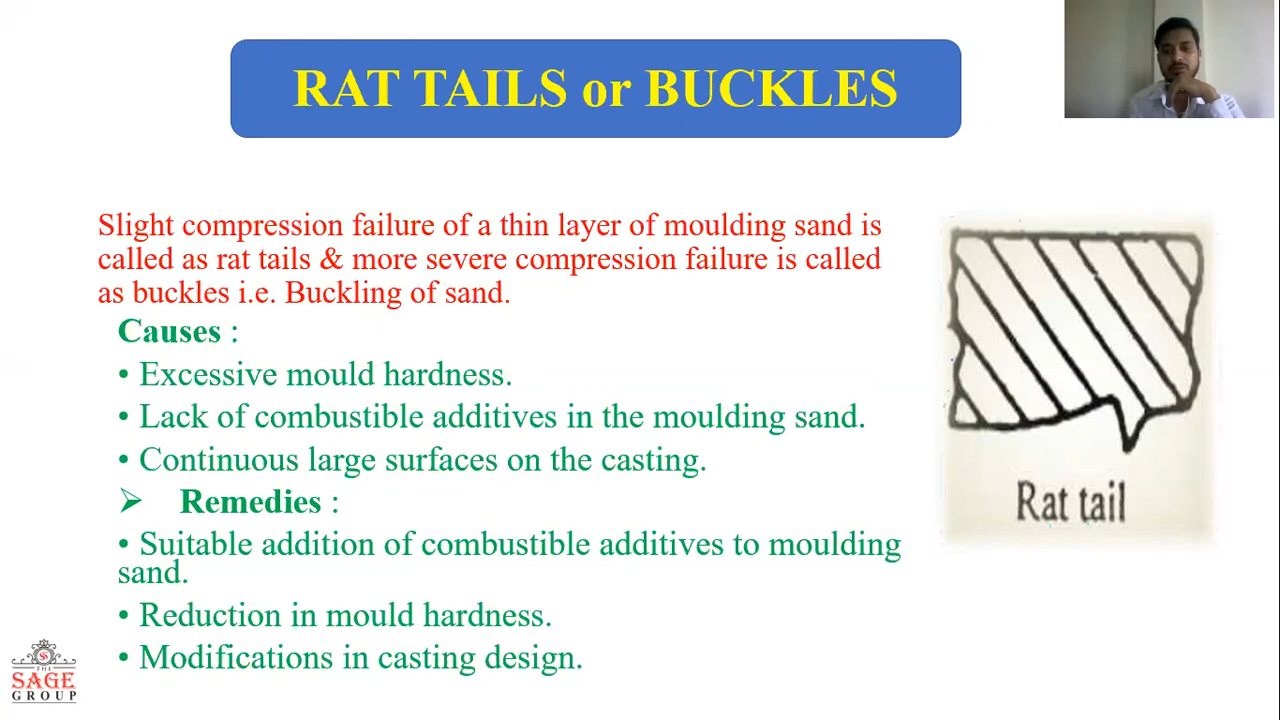 RAT TAILS or BUCKLES
Slight compression failure of a thin layer of moulding sand is
called as rat tails & more severe compression failure is called
as buckles i.e. Buckling of sand.
Causes :
• Excessive mould hardness.
• Lack of combustible additives in the moulding sand.
• Continuous large surfaces on the casting.
➢ Remedies :
• Suitable addition of combustible additives to moulding
sand.
• Reduction in mould hardness.
• Modifications in casting design.
Rat tail
THE
SAGE
GROUP